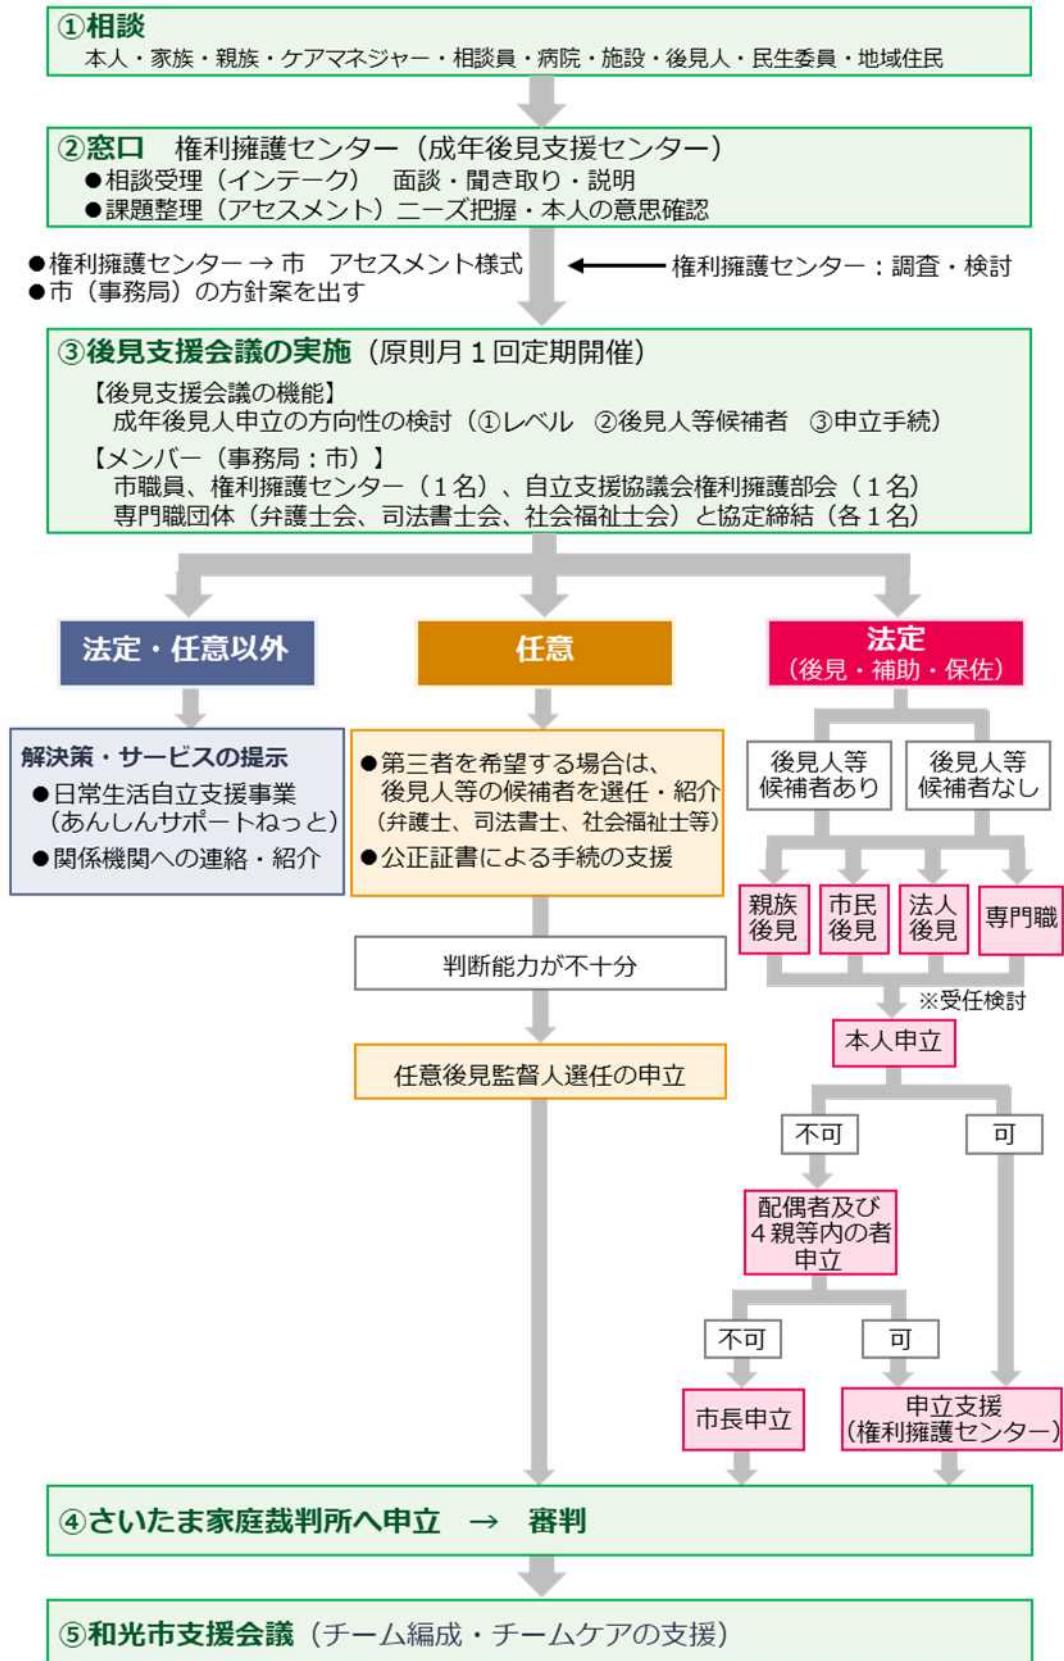 ①相談
本人・家族・親族・ケアマネジャー・相談員・病院・施設・後見人・民生委員・地域住民
②窓口　権利擁護センター（成年後見支援センター）
●相談受理（インテーク）　面談・聞き取り・説明
●課題整理（アセスメント）ニーズ把握・本人の意思確認
●権利擁護センター→市　アセスメント様式
●市（事務局）の方針案を出す
権利擁護センター：調査・検討
③後見支援会議の実施（原則月１回定期開催）
【後見支援会議の機能】
成年後見人申立の方向性の検討（①レベル　②後見人等候補者　③申立手続）
【メンバー（事務局：市）】
市職員、権利擁護センター（１名）、自立支援協議会権利擁護部会（１名）
専門職団体（弁護士会、司法書士会、社会福祉士会）と協定締結（各１名）
法定・任意以外
解決策・サービスの提示
●日常生活自立支援事業
（あんしんサポートねっと）
●関係機関への連絡・紹介
任意
●第三者を希望する場合は、
後見人等の候補者を選任・紹介
（弁護士、司法書士、社会福祉士等）
●公正証書による手続の支援
判断能力が不十分
任意後見監督人選任の申立
法定
（後見・補助・保佐）
後見人等
候補者あり
後見人等
候補者なし
親族
後見
市民
後見
法人
後見
専門職
※受任検討
本人申立
不可
可
配偶者及び
４親等内の者
申立
不可
可
市長申立
申立支援
（権利擁護センター）
④さいたま家庭裁判所へ申立　→　審判
⑤和光市支援会議（チーム編成・チームケアの支援）